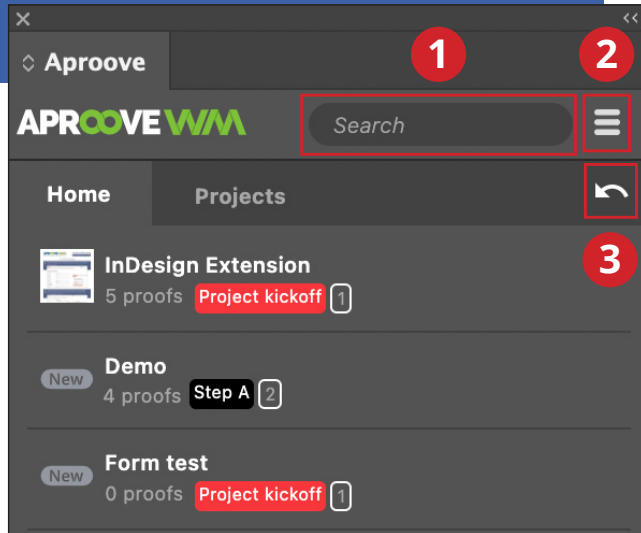 Aproove
1 2
APROOVE WM Search
Home Projects
3
InDesign Extension
5 proofs Project kickoff 1
New Demo
4 proofs Step A 2
New Form test
0 proofs Project kickoff 1